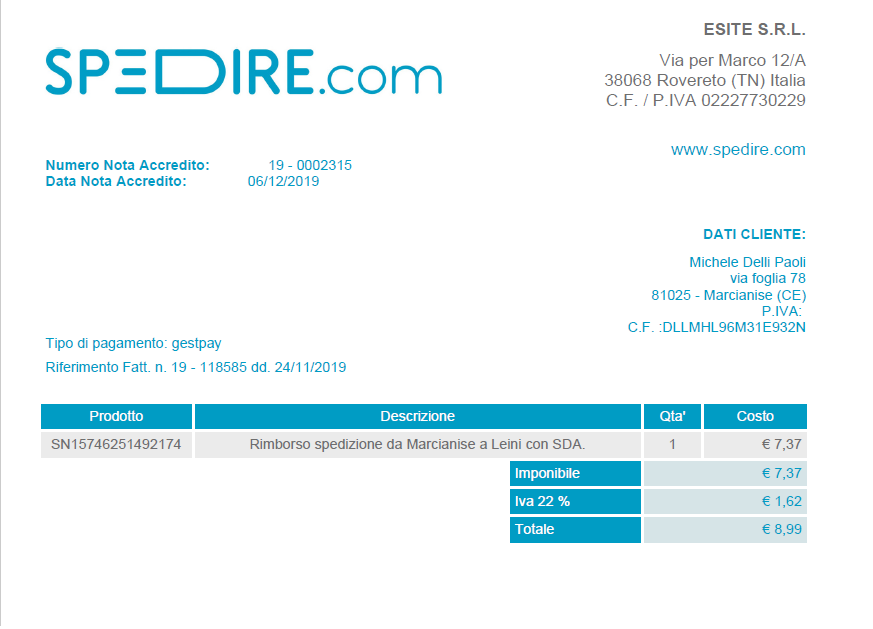 SPEDIRE.com
ESITE S.R.L.
Via per Marco 12/A
38068 Rovereto (TN) Italia
C.F. / P.IVA 02227730229
www.spedire.com
Numero Nota Accredito: 19 - 0002315
Data Nota Accredito: 06/12/2019
DATI CLIENTE:
Michele Delli Paoli
via foglia 78
81025 - Marcianise (CE)
P.IVA:
C.F. :DLLMHL96M31E932N
Tipo di pagamento: gestpay
Riferimento Fatt. n. 19 - 118585 dd. 24/11/2019
Prodotto Descrizione Qta' Costo
SN15746251492174 Rimborso spedizione da Marcianise a Leini con SDA. 1 € 7,37
Imponibile € 7,37
Iva 22 % € 1,62
Totale € 8,99